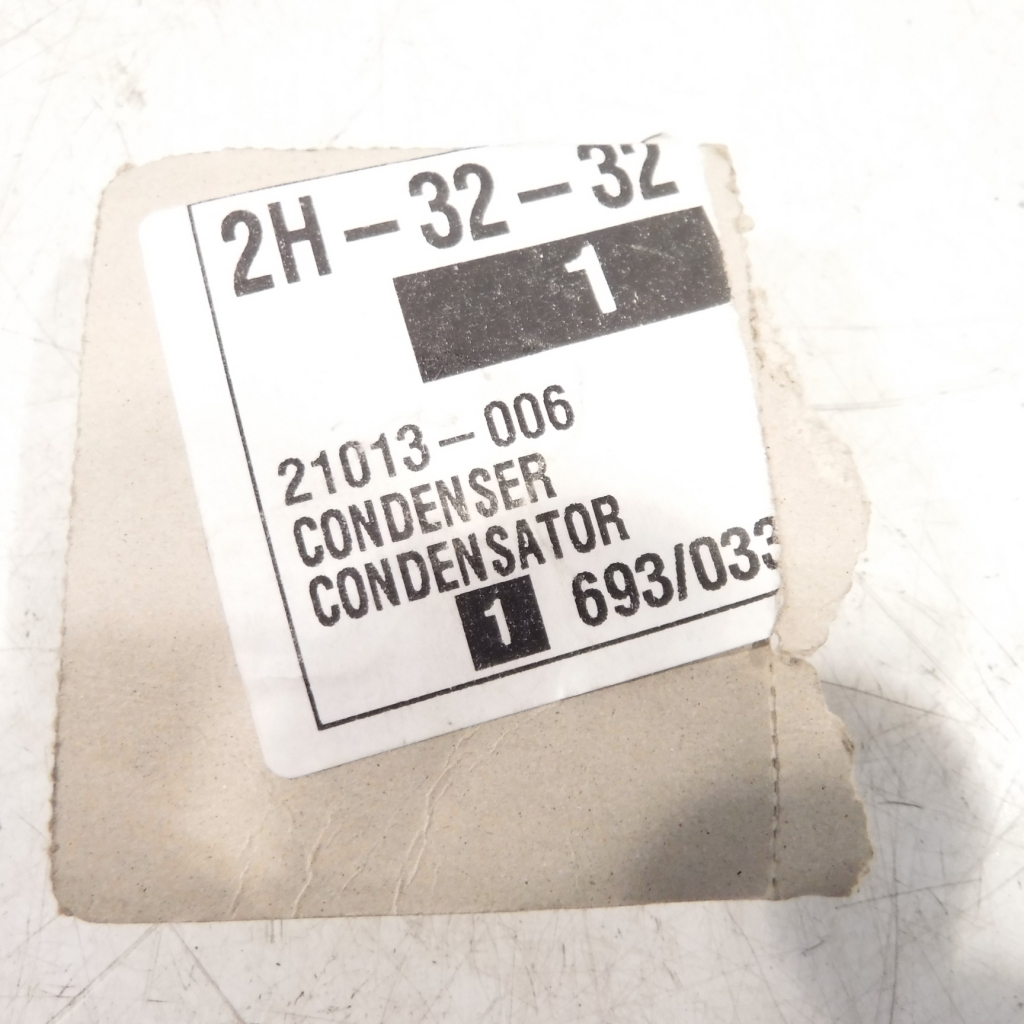 2H-32-32
1
21013-006
CONDENSER
CONDENSATOR
1 693/033